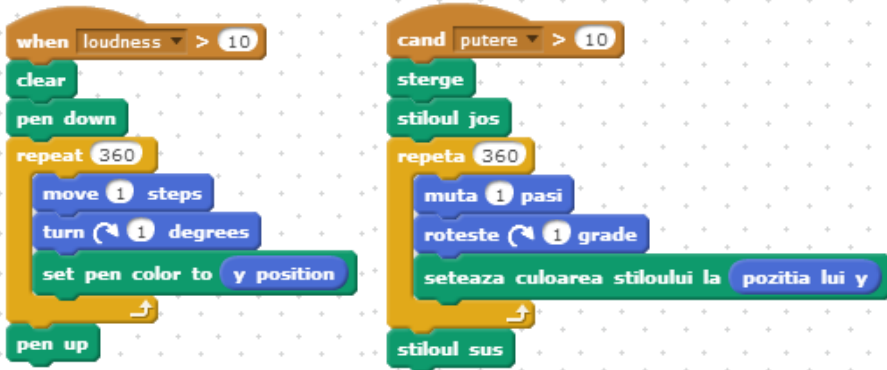 when loudness > 10
clear
pen down
repeat 360
move 1 steps
turn 1 degrees
set pen color to y position
pen up
cand putere > 10
sterge
stiloul jos
repeta 360
muta 1 pasi
roteste 1 grade
seteaza culoarea stiloului la pozitia lui y
stiloul sus